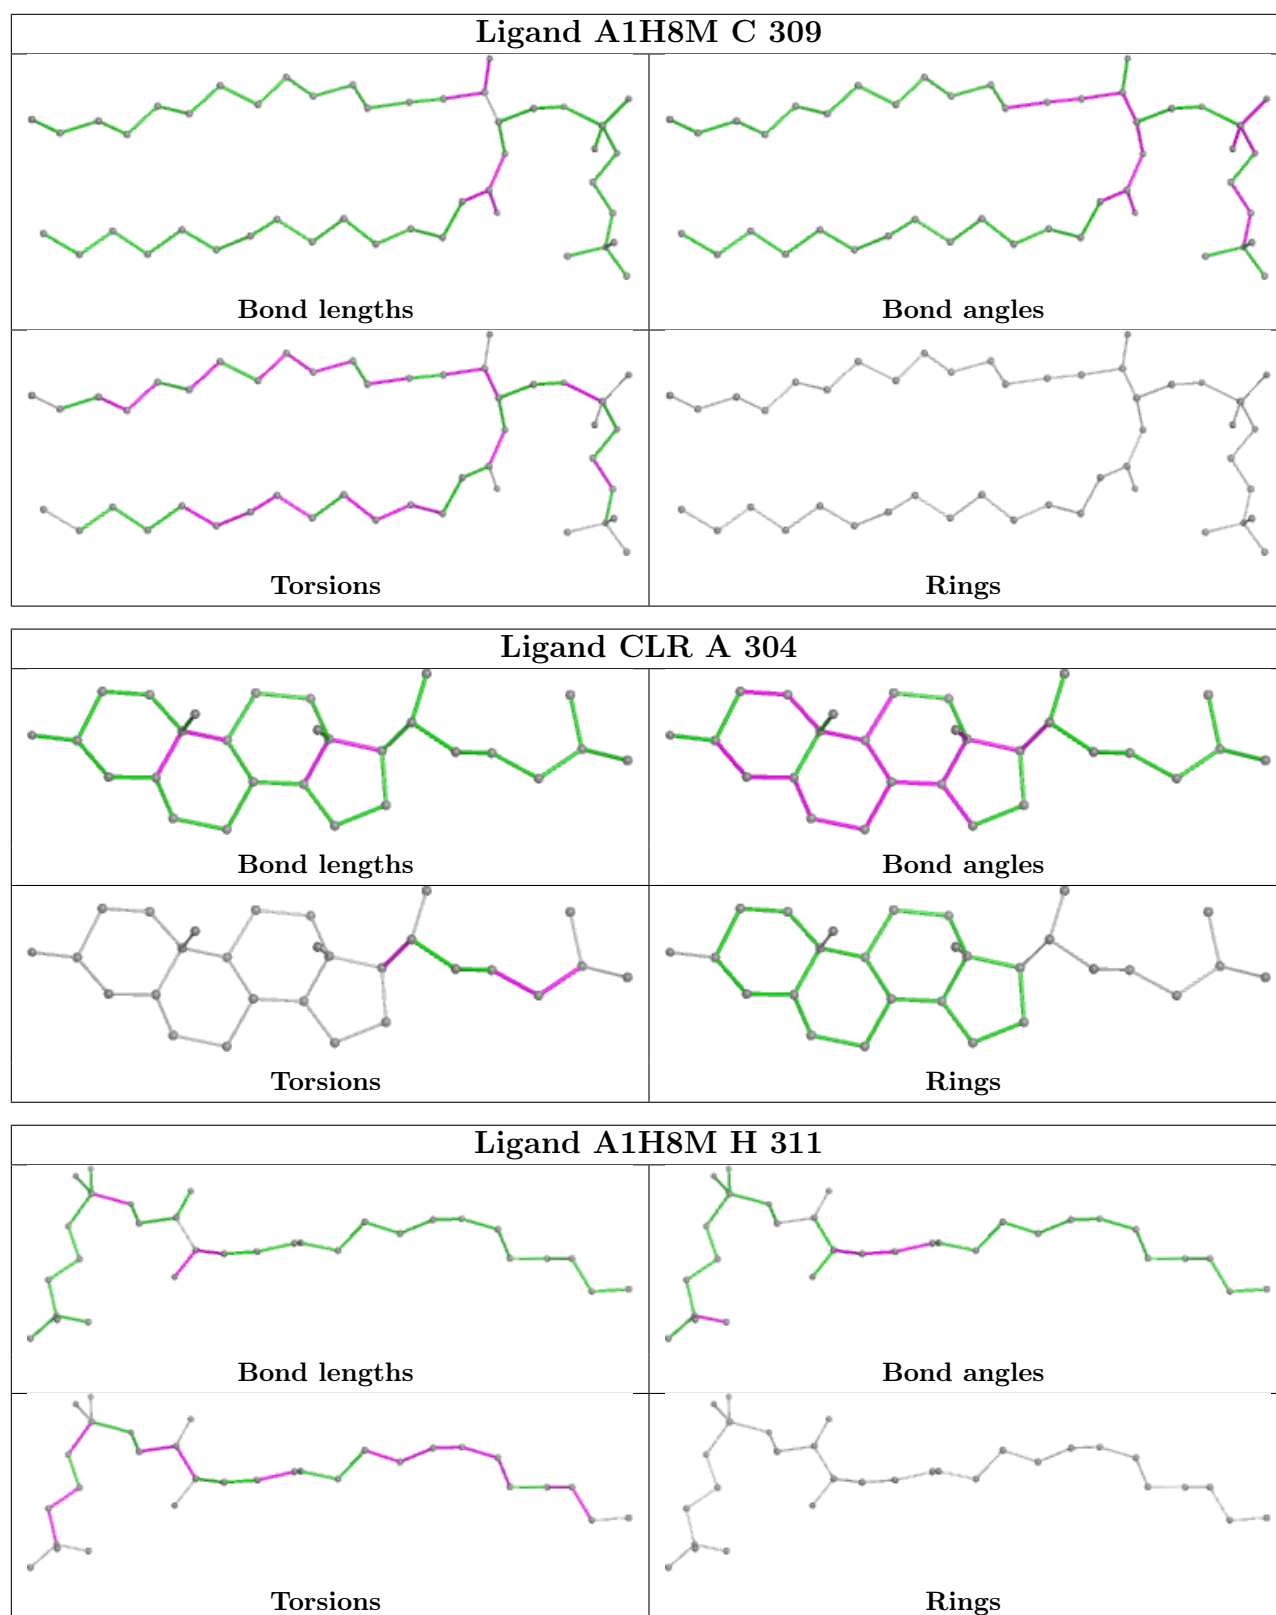 Ligand A1H8M C 309
Bond lengths
Bond angles
Torsions
Rings
Ligand CLR A 304
Bond lengths
Bond angles
Torsions
Rings
Ligand A1H8M H 311
Bond lengths
Bond angles
Torsions
Rings